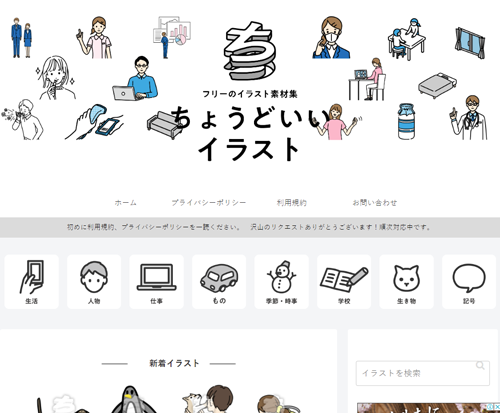 ち
フリーのイラスト素材集
ちょうどいい
イラスト
ホーム
プライバシーポリシー
利用規約
お問い合わせ
初めに利用規約、プライバシーポリシーを一読ください。 沢山のリクエストありがとうございます!順次対応中です。
生活
人物
仕事
もの
季節・時事
学校
生き物
記号
新着イラスト
イラストを検索